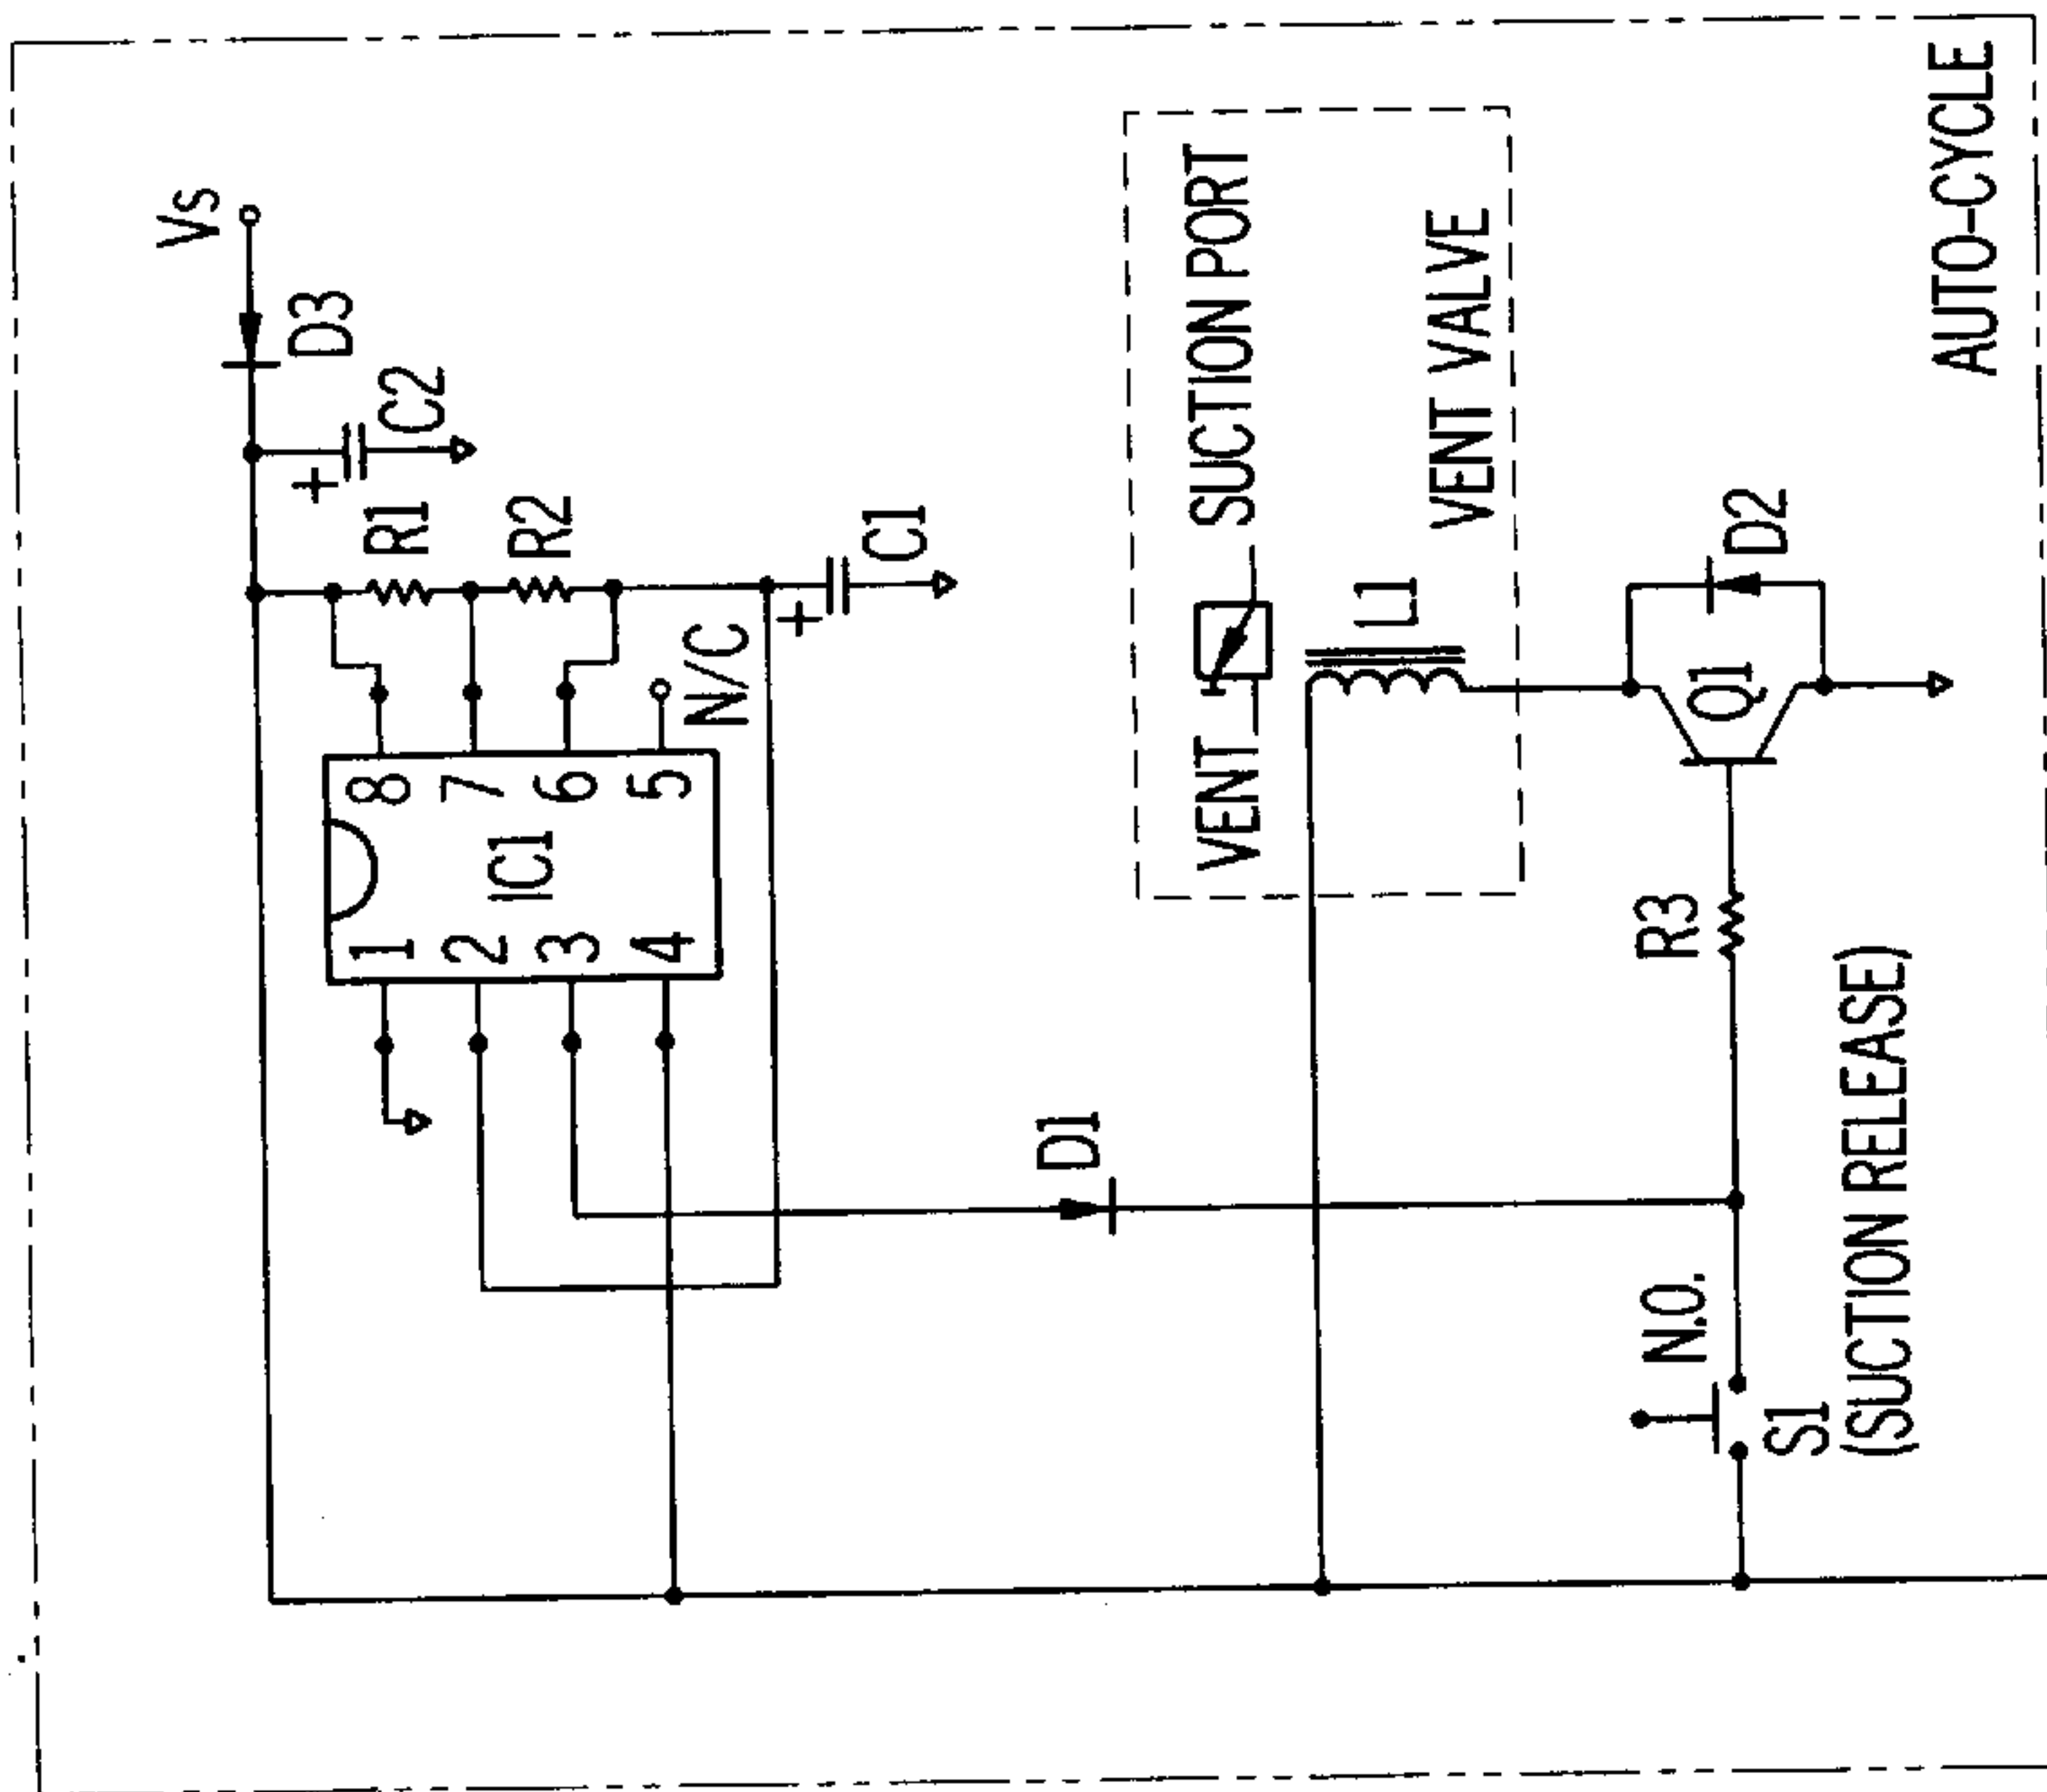 Vs
D3
C2
+
R1
R2
C1
+
N/C
8
7
6
5
IC1
1
2
3
4
D1
SUCTION PORT
VENT
VENT VALVE
L1
D2
Q1
R3
N.O.
S1
(SUCTION RELEASE)
AUTO-CYCLE